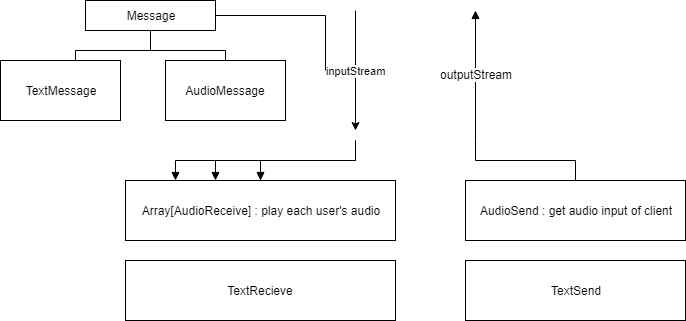 Message
TextMessage
AudioMessage
inputStream
outputStream
Array[AudioReceive] : play each user's audio
AudioSend : get audio input of client
TextRecieve
TextSend